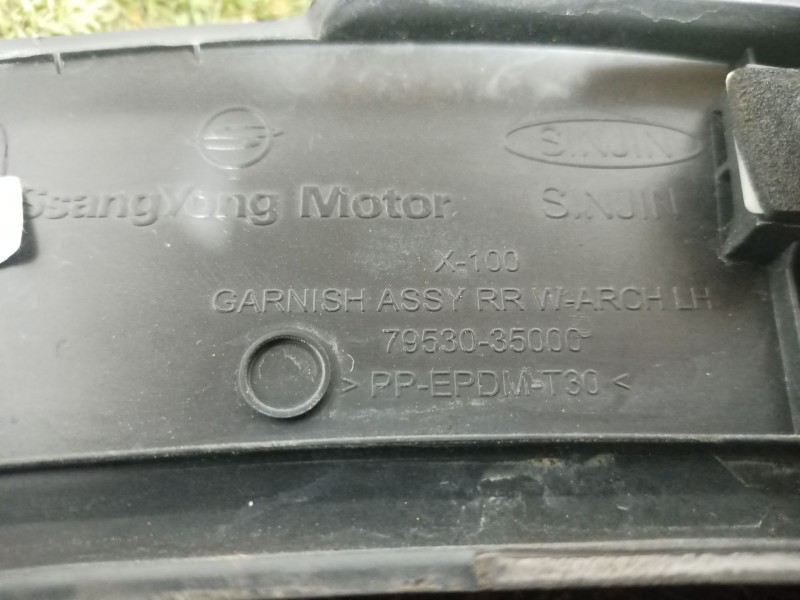 S.NJIN
SsangYong Motor S.NJIN
X-100
GARNISH ASSY RR W-ARCH LH
79530-35000
> PP-EPDM-T30 <